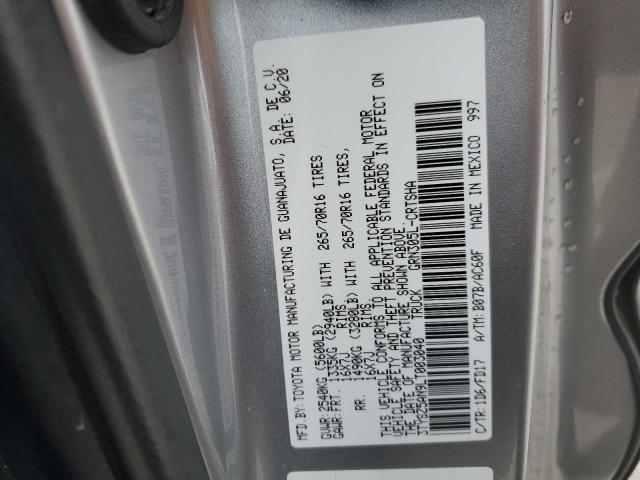 MFD. BY: TOYOTA MOTOR MANUFACTURING DE GUANAJUATO, S.A. DE C.V.
DATE: 06/20
GVWR: 2540KG (5600LB)
GAWR: FRT. 1335KG (2940LB) WITH 265/70R16 TIRES
16X7J RIMS
RR. 1490KG (3280LB) WITH 265/70R16 TIRES,
16X7J RIMS
THIS VEHICLE CONFORMS TO ALL APPLICABLE FEDERAL MOTOR
VEHICLE SAFETY AND THEFT PREVENTION STANDARDS IN EFFECT ON
THE DATE OF MANUFACTURE SHOWN ABOVE.
3TYSZ5AN9LT003040 TRUCK GRN305L-CRTSHA
C/TR: 1D6/FD17 A/TM: B07B/AC60F MADE IN MEXICO 997